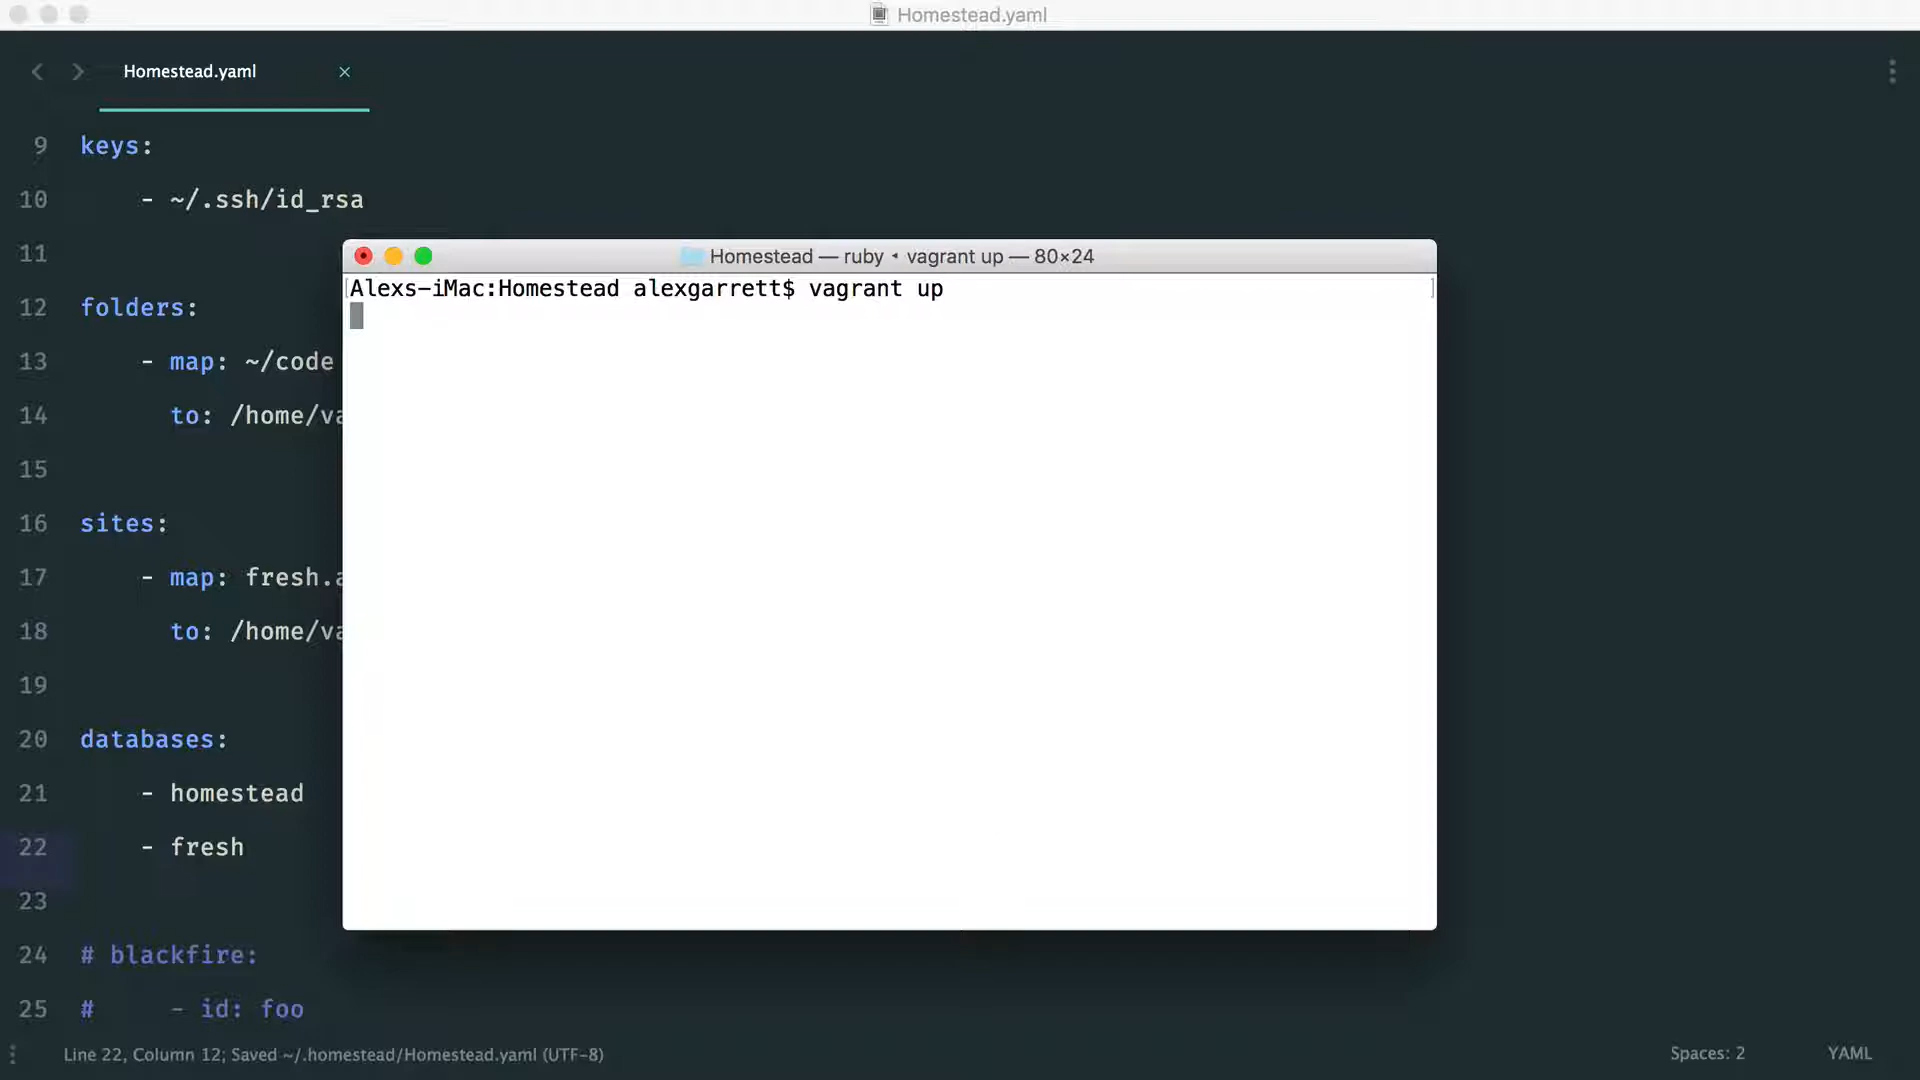 Homestead.yaml
Homestead.yaml ×
9 keys:
10 - ~/.ssh/id_rsa
11
12 folders:
13 - map: ~/code
14 to: /home/va
15
16 sites:
17 - map: fresh.a
18 to: /home/va
19
20 databases:
21 - homestead
22 - fresh
23
24 # blackfire:
25 # - id: foo
Homestead — ruby • vagrant up — 80×24
[Alexs-iMac:Homestead alexgarrett$ vagrant up ]
Line 22, Column 12; Saved ~/.homestead/Homestead.yaml (UTF-8)
Spaces: 2 YAML